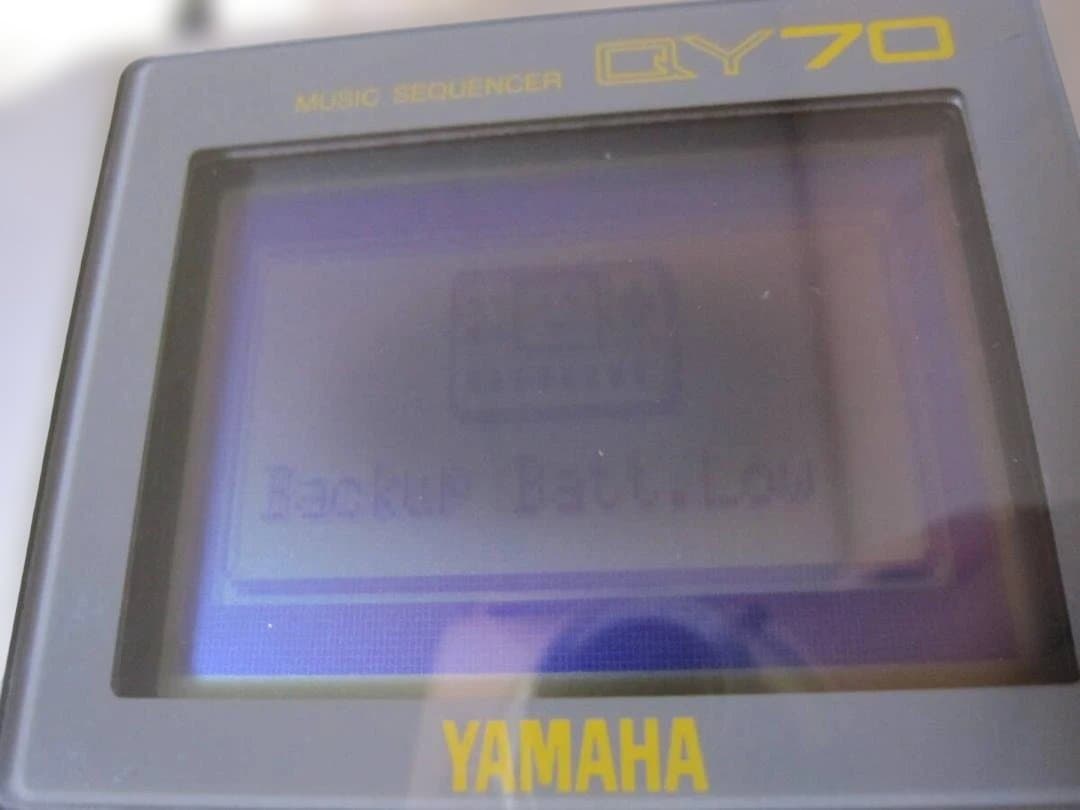 MUSIC SEQUENCER QY70
Backup Batt.Low
YAMAHA